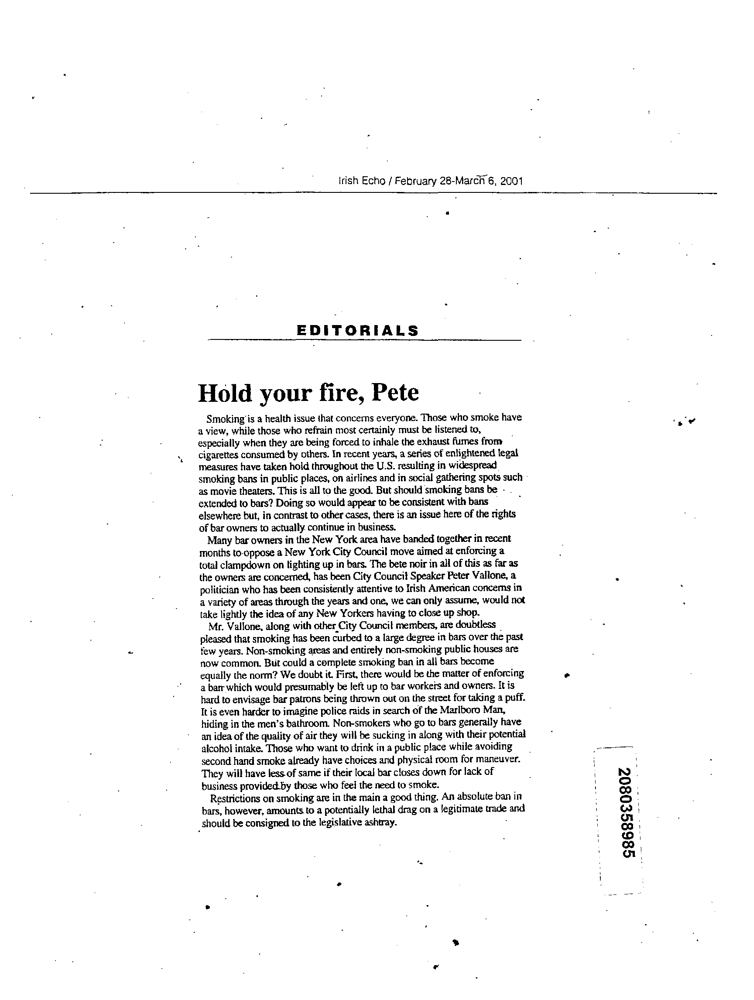 Irish Echo / February 28-March 6, 2001
EDITORIALS
Hold your fire, Pete
Smoking is a health issue that concerns everyone. Those who smoke have
a view, while those who refrain most certainly must be listened to,
especially when they are being forced to inhale the exhaust fumes from
cigarettes consumed by others. In recent years, a series of enlightened legal
measures have taken hold throughout the U.S. resulting in widespread
smoking bans in public places, on airlines and in social gathering spots such
as movie theaters. This is all to the good. But should smoking bans be
extended to bars? Doing so would appear to be consistent with bans
elsewhere but, in contrast to other cases, there is an issue here of the rights
of bar owners to actually continue in business.
Many bar owners in the New York area have banded together in recent
months to oppose a New York City Council move aimed at enforcing a
total clampdown on lighting up in bars. The bete noir in all of this as far as
the owners are concerned, has been City Council Speaker Peter Vallone, a
politician who has been consistently attentive to Irish American concerns in
a variety of areas through the years and one, we can only assume, would not
take lightly the idea of any New Yorkers having to close up shop.
Mr. Vallone, along with other City Council members, are doubtless
pleased that smoking has been curbed to a large degree in bars over the past
few years. Non-smoking areas and entirely non-smoking public houses are
now common. But could a complete smoking ban in all bars become
equally the norm? We doubt it. First, there would be the matter of enforcing
a ban which would presumably be left up to bar workers and owners. It is
hard to envisage bar patrons being thrown out on the street for taking a puff.
It is even harder to imagine police raids in search of the Marlboro Man,
hiding in the men's bathroom. Non-smokers who go to bars generally have
an idea of the quality of air they will be sucking in along with their potential
alcohol intake. Those who want to drink in a public place while avoiding
second hand smoke already have choices and physical room for maneuver.
They will have less of same if their local bar closes down for lack of
business provided by those who feel the need to smoke.
Restrictions on smoking are in the main a good thing. An absolute ban in
bars, however, amounts to a potentially lethal drag on a legitimate trade and
should be consigned to the legislative ashtray.
2080358985